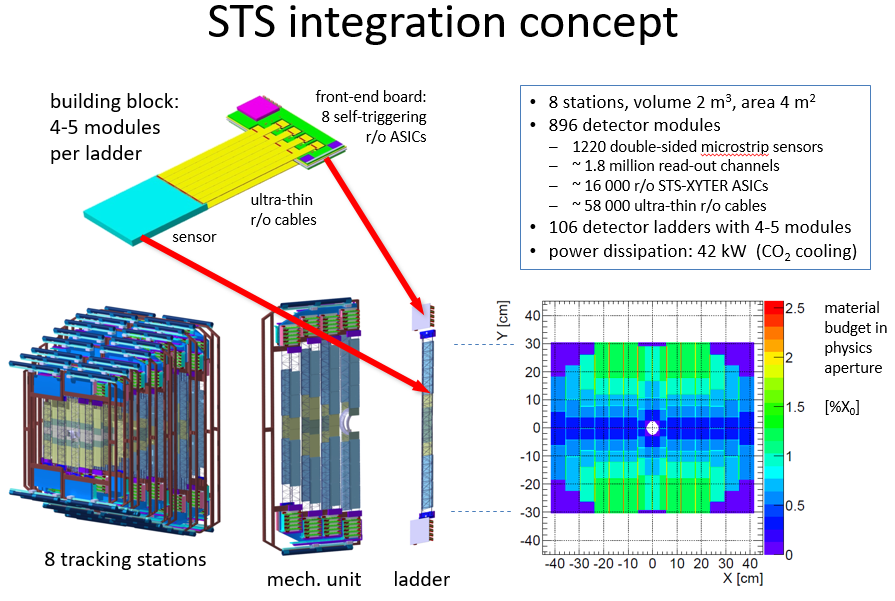 STS integration concept
building block:
4-5 modules
per ladder
front-end board:
8 self-triggering
r/o ASICs
ultra-thin
r/o cables
sensor
• 8 stations, volume 2 m³, area 4 m²
• 896 detector modules
– 1220 double-sided microstrip sensors
– ~ 1.8 million read-out channels
– ~ 16 000 r/o STS-XYTER ASICs
– ~ 58 000 ultra-thin r/o cables
• 106 detector ladders with 4-5 modules
• power dissipation: 42 kW (CO₂ cooling)
8 tracking stations
mech. unit
ladder
Y [cm]
40
30
20
10
0
-10
-20
-30
-40
-40 -30 -20 -10 0 10 20 30 40
X [cm]
2.5
2
1.5
1
0.5
0
material
budget in
physics
aperture
[%X₀]